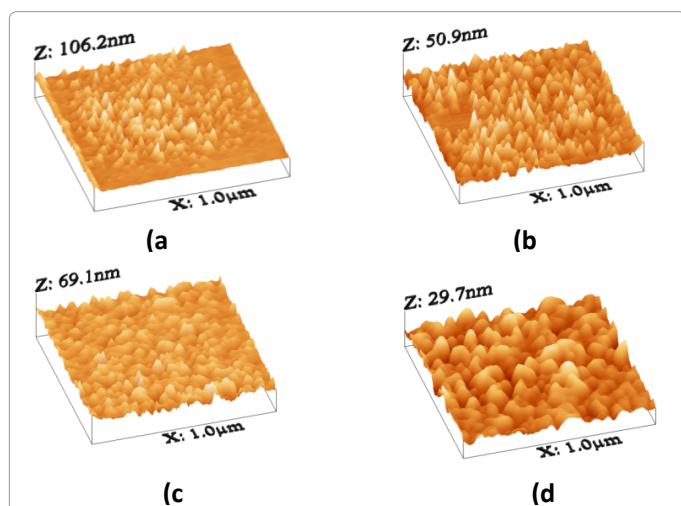 Z: 106.2nm
X: 1.0µm
(a
Z: 50.9nm
X: 1.0µm
(b
Z: 69.1nm
X: 1.0µm
(c
Z: 29.7nm
X: 1.0µm
(d